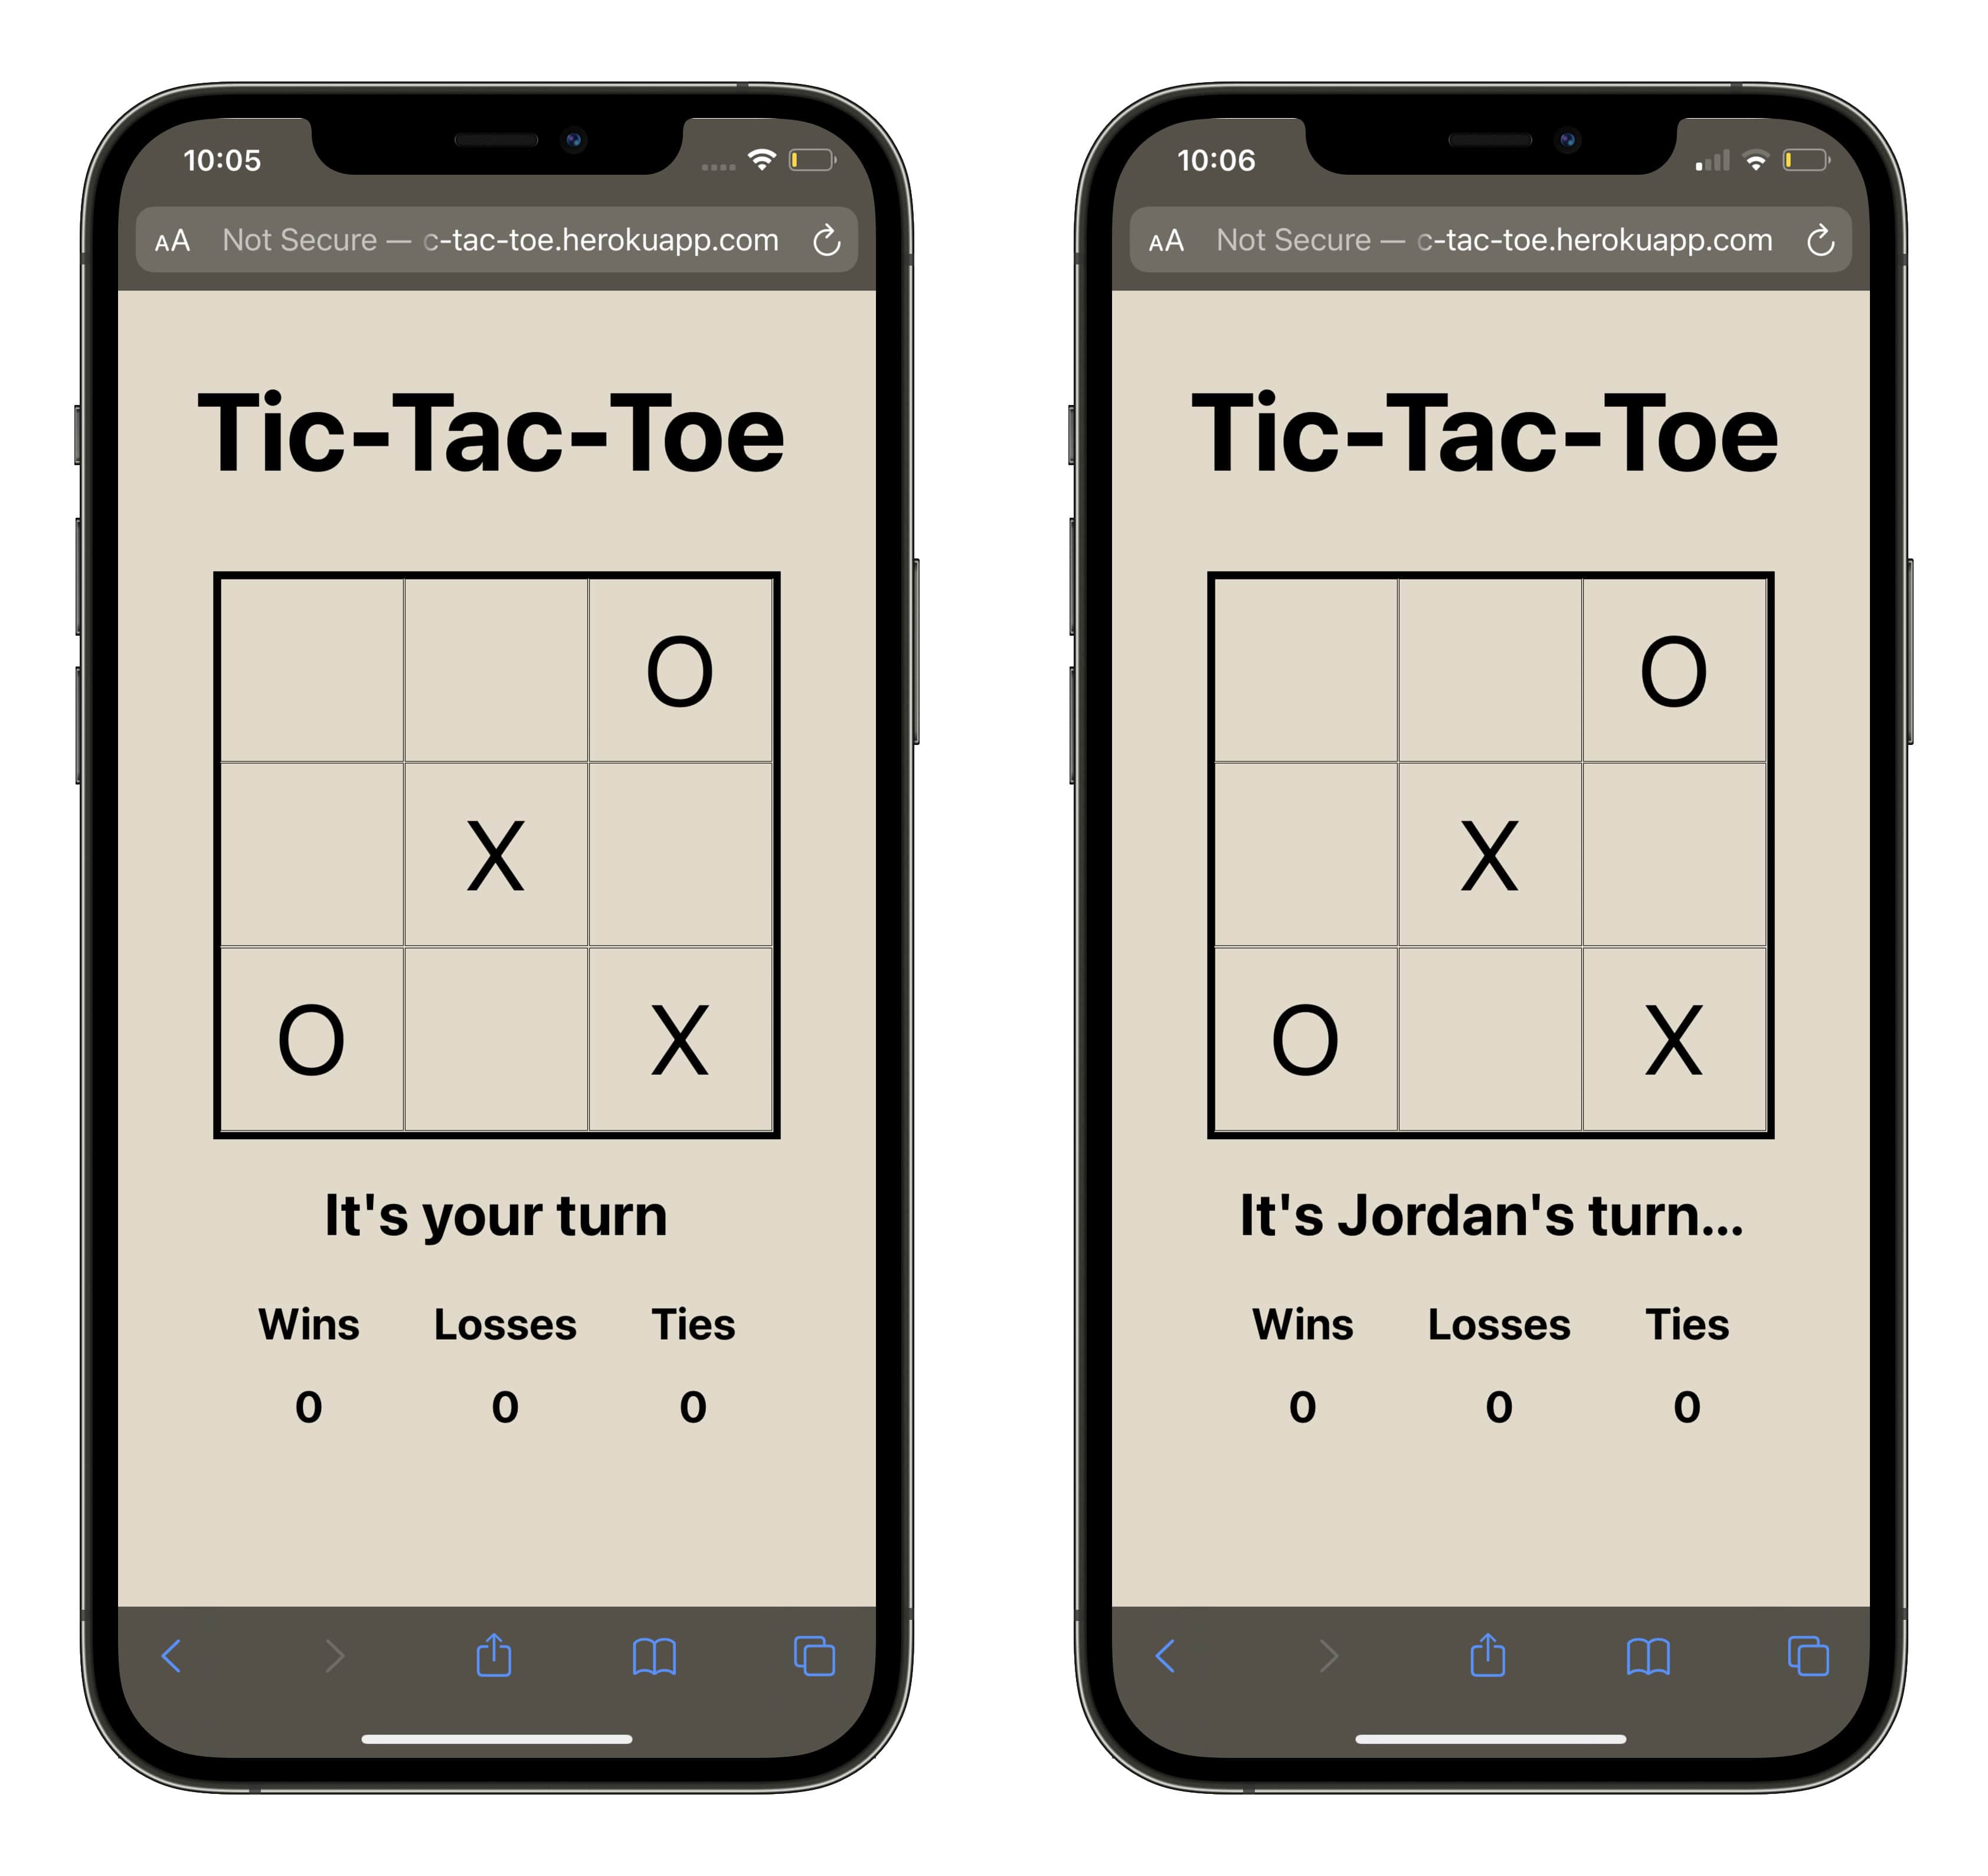 10:05
AA Not Secure — c-tac-toe.herokuapp.com
Tic-Tac-Toe
O
X
O X
It's your turn
Wins Losses Ties
0 0 0
10:06
AA Not Secure — c-tac-toe.herokuapp.com
Tic-Tac-Toe
O
X
O X
It's Jordan's turn...
Wins Losses Ties
0 0 0